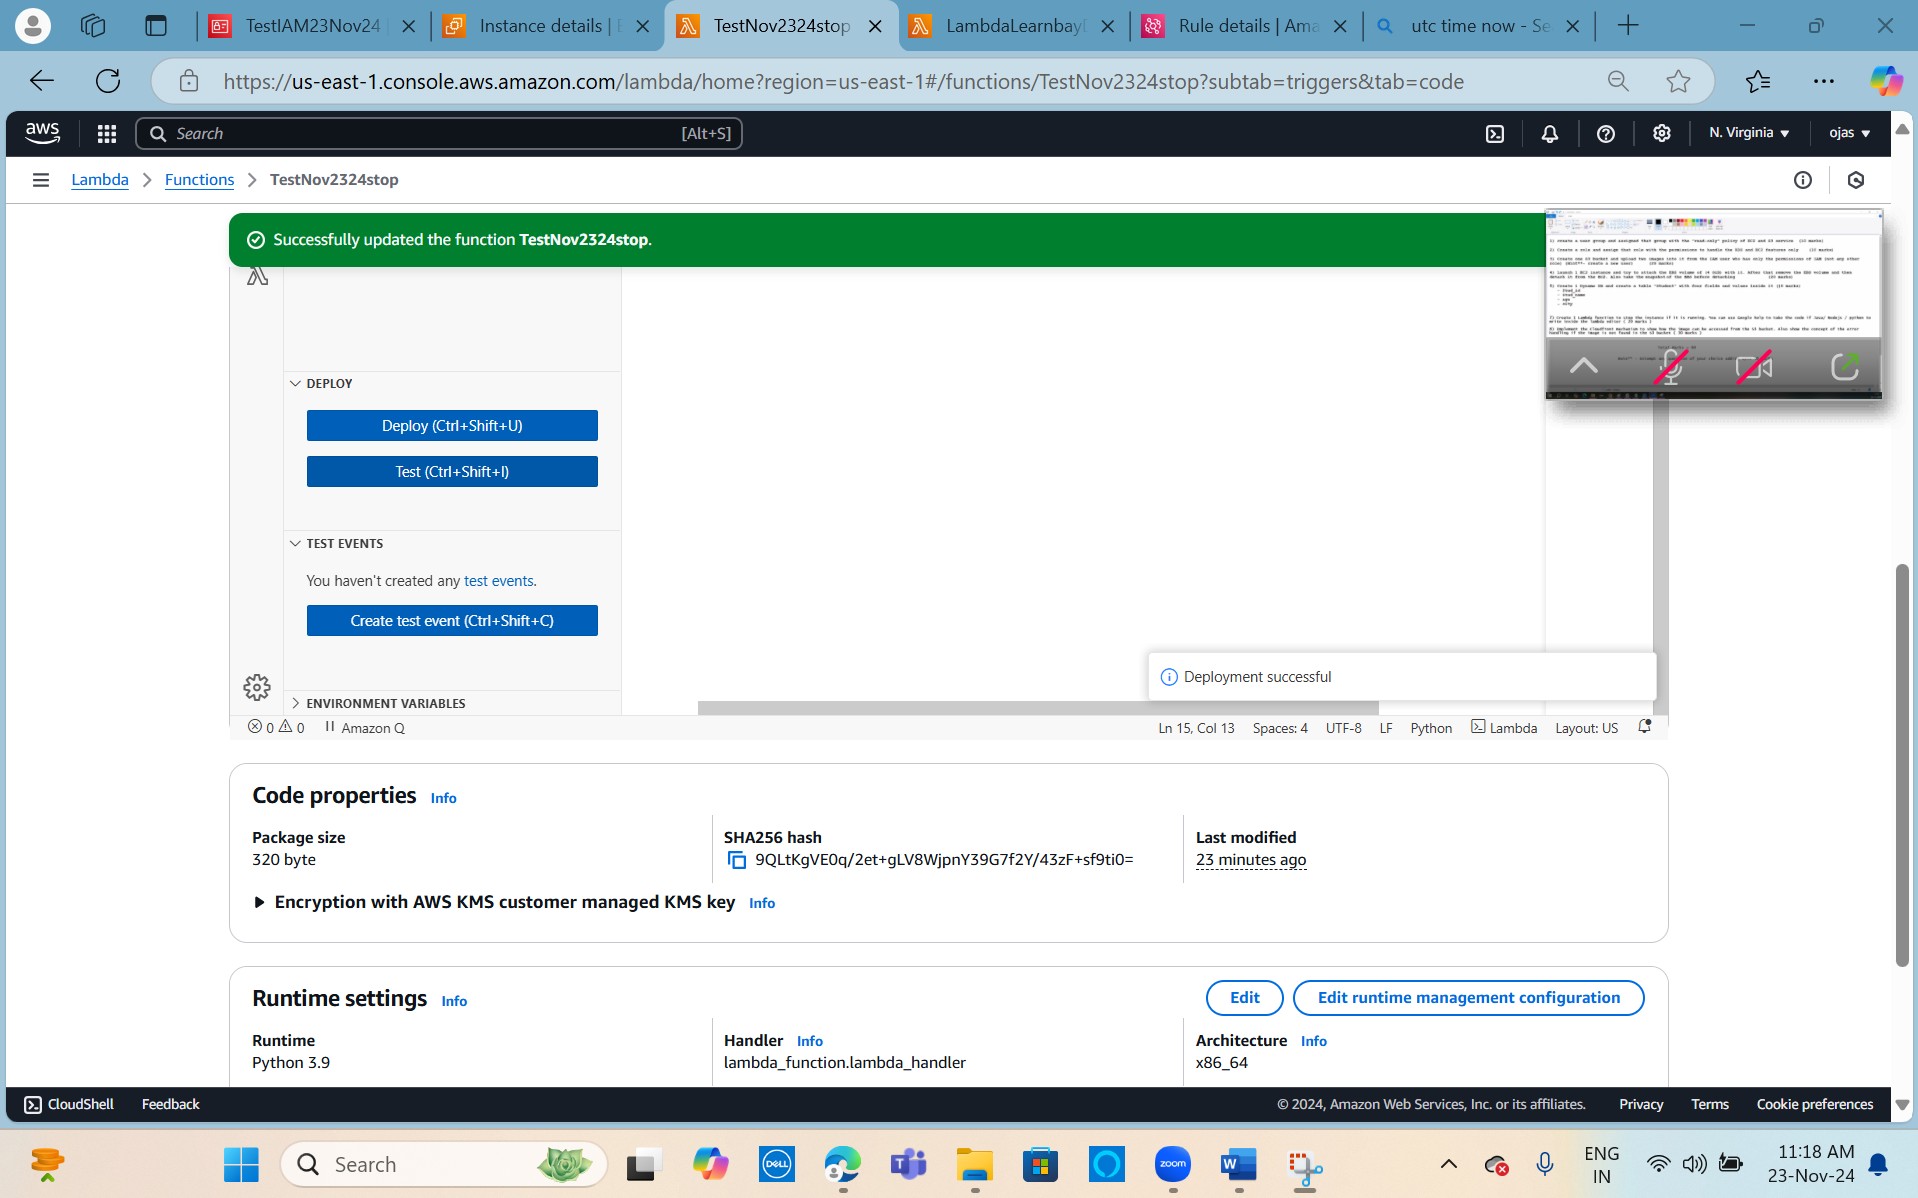 TestIAM23Nov24
Instance details | E
TestNov2324stop
LambdaLearnbay
Rule details | Ama
utc time now - Se
https://us-east-1.console.aws.amazon.com/lambda/home?region=us-east-1#/functions/TestNov2324stop?subtab=triggers&tab=code
aws
Search
[Alt+S]
N. Virginia
ojas
Lambda
Functions
TestNov2324stop
Successfully updated the function TestNov2324stop.
DEPLOY
Deploy (Ctrl+Shift+U)
Test (Ctrl+Shift+I)
TEST EVENTS
You haven't created any test events.
Create test event (Ctrl+Shift+C)
Deployment successful
ENVIRONMENT VARIABLES
0 0 Amazon Q
Ln 15, Col 13 Spaces: 4 UTF-8 LF Python Lambda Layout: US
Code properties Info
Package size
320 byte
SHA256 hash
9QLtKgVE0q/2et+gLV8WjpnY39G7f2Y/43zF+sf9ti0=
Last modified
23 minutes ago
Encryption with AWS KMS customer managed KMS key Info
Runtime settings Info
Edit
Edit runtime management configuration
Runtime
Python 3.9
Handler Info
lambda_function.lambda_handler
Architecture Info
x86_64
CloudShell
Feedback
© 2024, Amazon Web Services, Inc. or its affiliates.
Privacy
Terms
Cookie preferences
Search
DELL
zoom
ENG
IN
11:18 AM
23-Nov-24